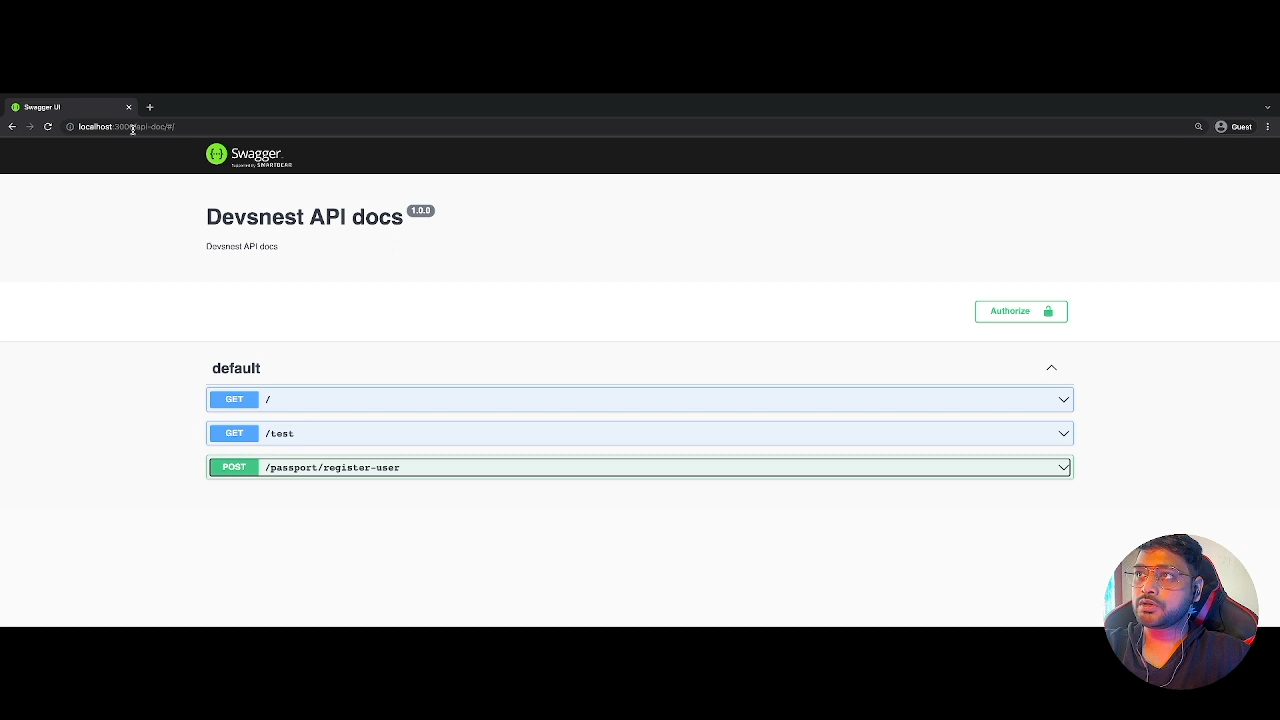 Swagger UI
localhost:3000/api-doc/#/
Guest
Swagger
Supported by SMARTBEAR
Devsnest API docs 1.0.0
Devsnest API docs
Authorize
default
GET /
GET /test
POST /passport/register-user